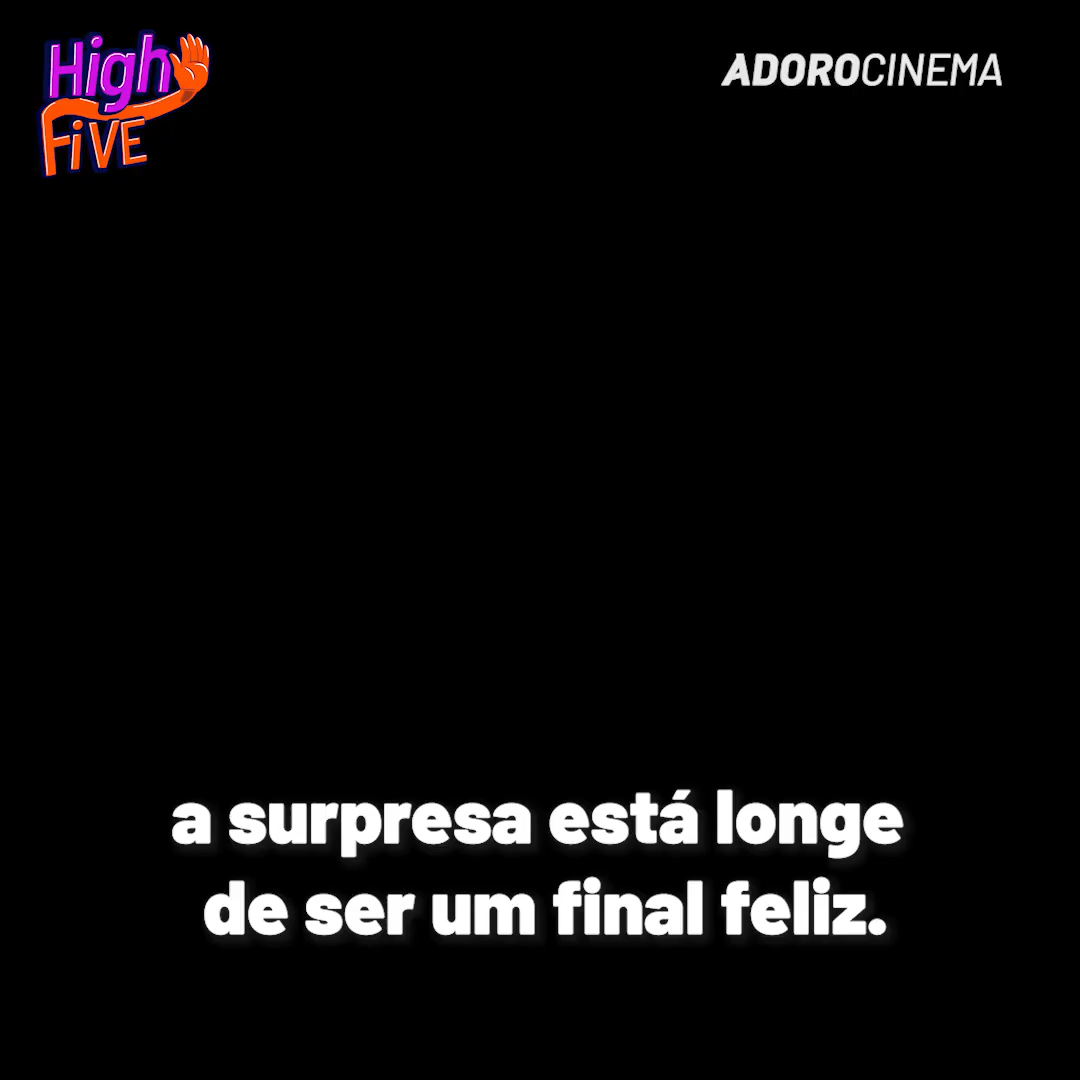 High
FiVE
ADOROCINEMA
a surpresa está longe
de ser um final feliz.